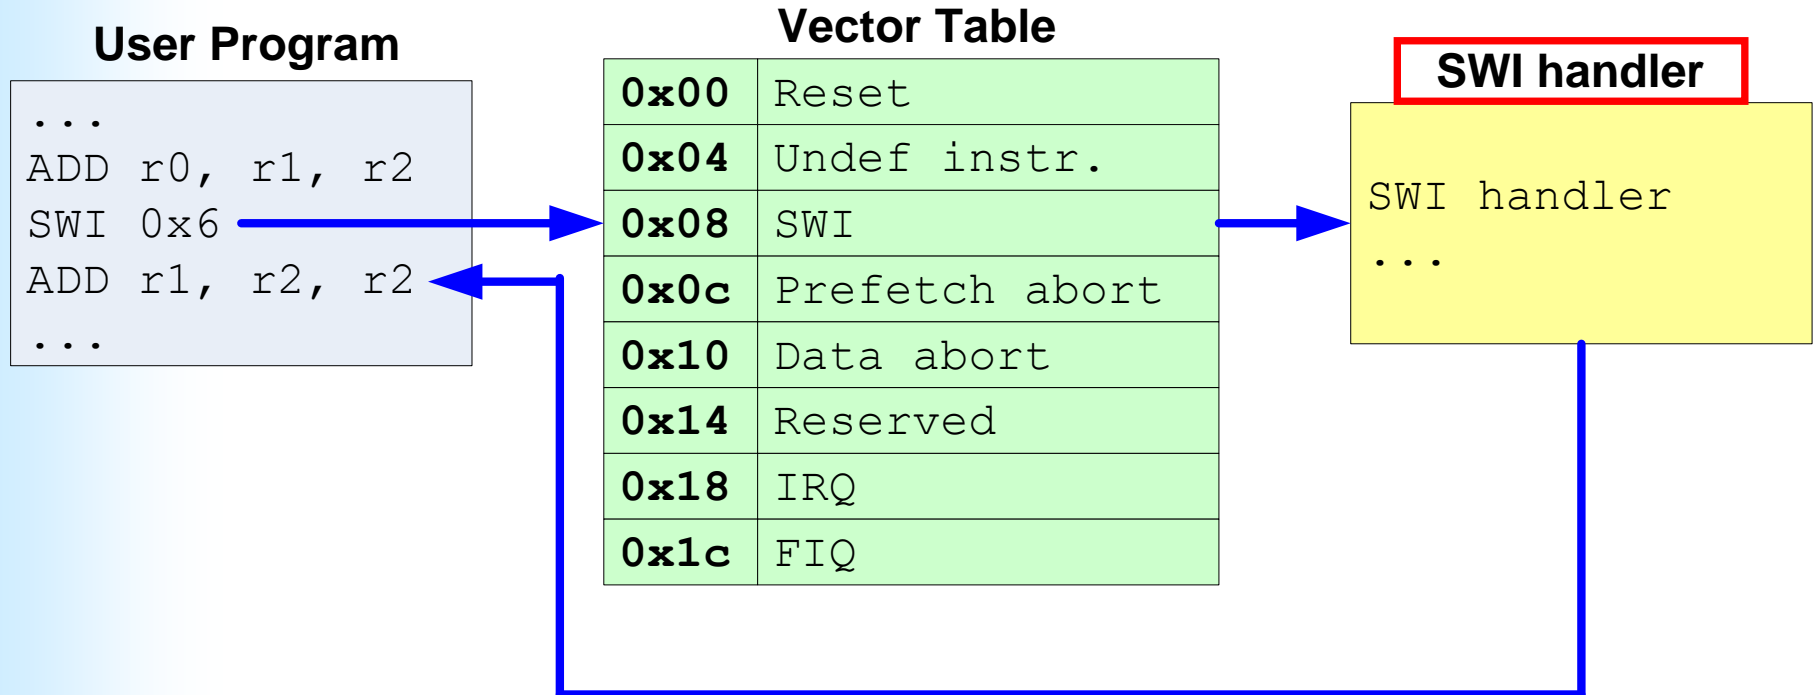 User Program
...
ADD r0, r1, r2
SWI 0x6
ADD r1, r2, r2
...
Vector Table
0x00 Reset
0x04 Undef instr.
0x08 SWI
0x0c Prefetch abort
0x10 Data abort
0x14 Reserved
0x18 IRQ
0x1c FIQ
SWI handler
SWI handler
...